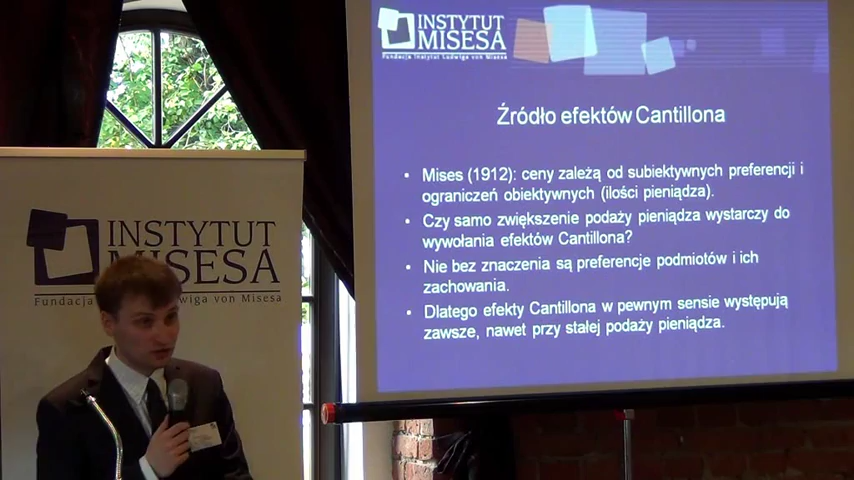 INSTYTUT
MISESA
Fundacja Instytut Ludwiga von Misesa
Źródło efektów Cantillona
• Mises (1912): ceny zależą od subiektywnych preferencji i
ograniczeń obiektywnych (ilości pieniądza).
• Czy samo zwiększenie podaży pieniądza wystarczy do
wywołania efektów Cantillona?
• Nie bez znaczenia są preferencje podmiotów i ich
zachowania.
• Dlatego efekty Cantillona w pewnym sensie występują
zawsze, nawet przy stałej podaży pieniądza.
INSTYTUT
MISESA
Fundacja Ludwiga von Misesa